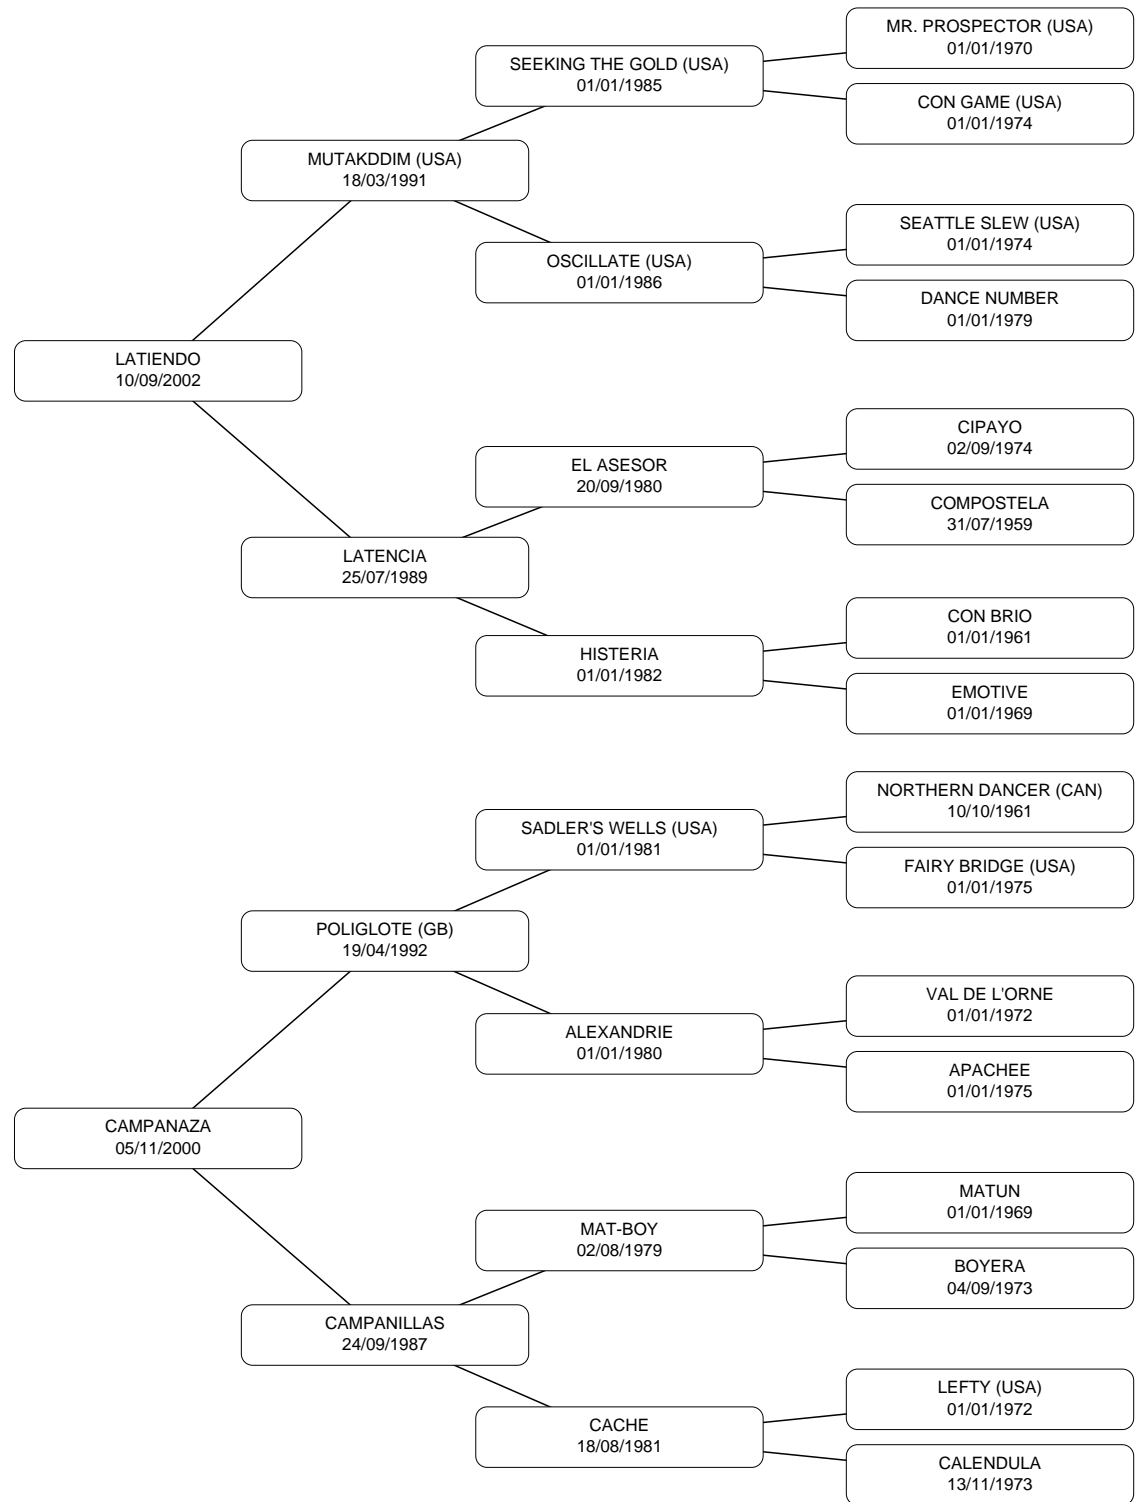 MR. PROSPECTOR (USA)
01/01/1970
SEEKING THE GOLD (USA)
01/01/1985
CON GAME (USA)
01/01/1974
MUTAKDDIM (USA)
18/03/1991
SEATTLE SLEW (USA)
01/01/1974
OSCILLATE (USA)
01/01/1986
DANCE NUMBER
01/01/1979
LATIENDO
10/09/2002
CIPAYO
02/09/1974
EL ASESOR
20/09/1980
COMPOSTELA
31/07/1959
LATENCIA
25/07/1989
CON BRIO
01/01/1961
HISTERIA
01/01/1982
EMOTIVE
01/01/1969
NORTHERN DANCER (CAN)
10/10/1961
SADLER'S WELLS (USA)
01/01/1981
FAIRY BRIDGE (USA)
01/01/1975
POLIGLOTE (GB)
19/04/1992
VAL DE L'ORNE
01/01/1972
ALEXANDRIE
01/01/1980
APACHEE
01/01/1975
CAMPANAZA
05/11/2000
MATUN
01/01/1969
MAT-BOY
02/08/1979
BOYERA
04/09/1973
CAMPANILLAS
24/09/1987
LEFTY (USA)
01/01/1972
CACHE
18/08/1981
CALENDULA
13/11/1973